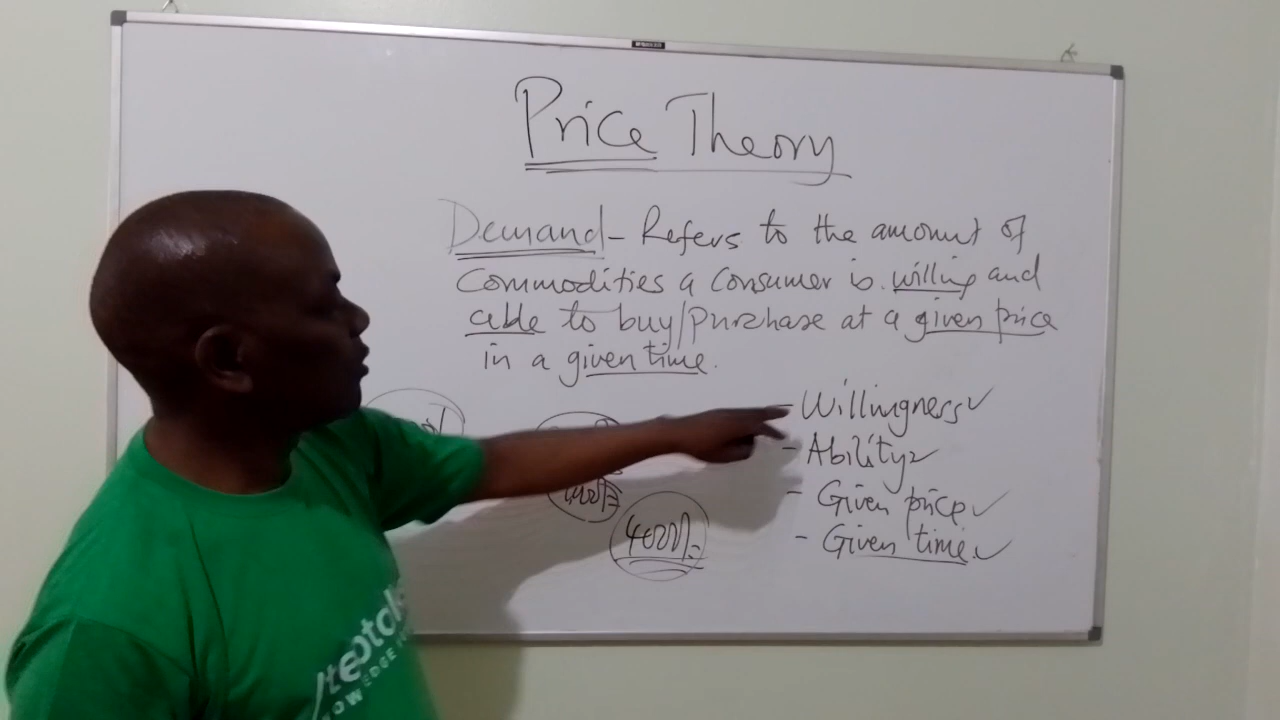 Price Theory
Demand - Refers to the amount of
Commodities a Consumer is willing and
able to buy/purchase at a given price
in a given time.
- Willingness ✓
- Ability ✓
- Given price ✓
- Given time. ✓